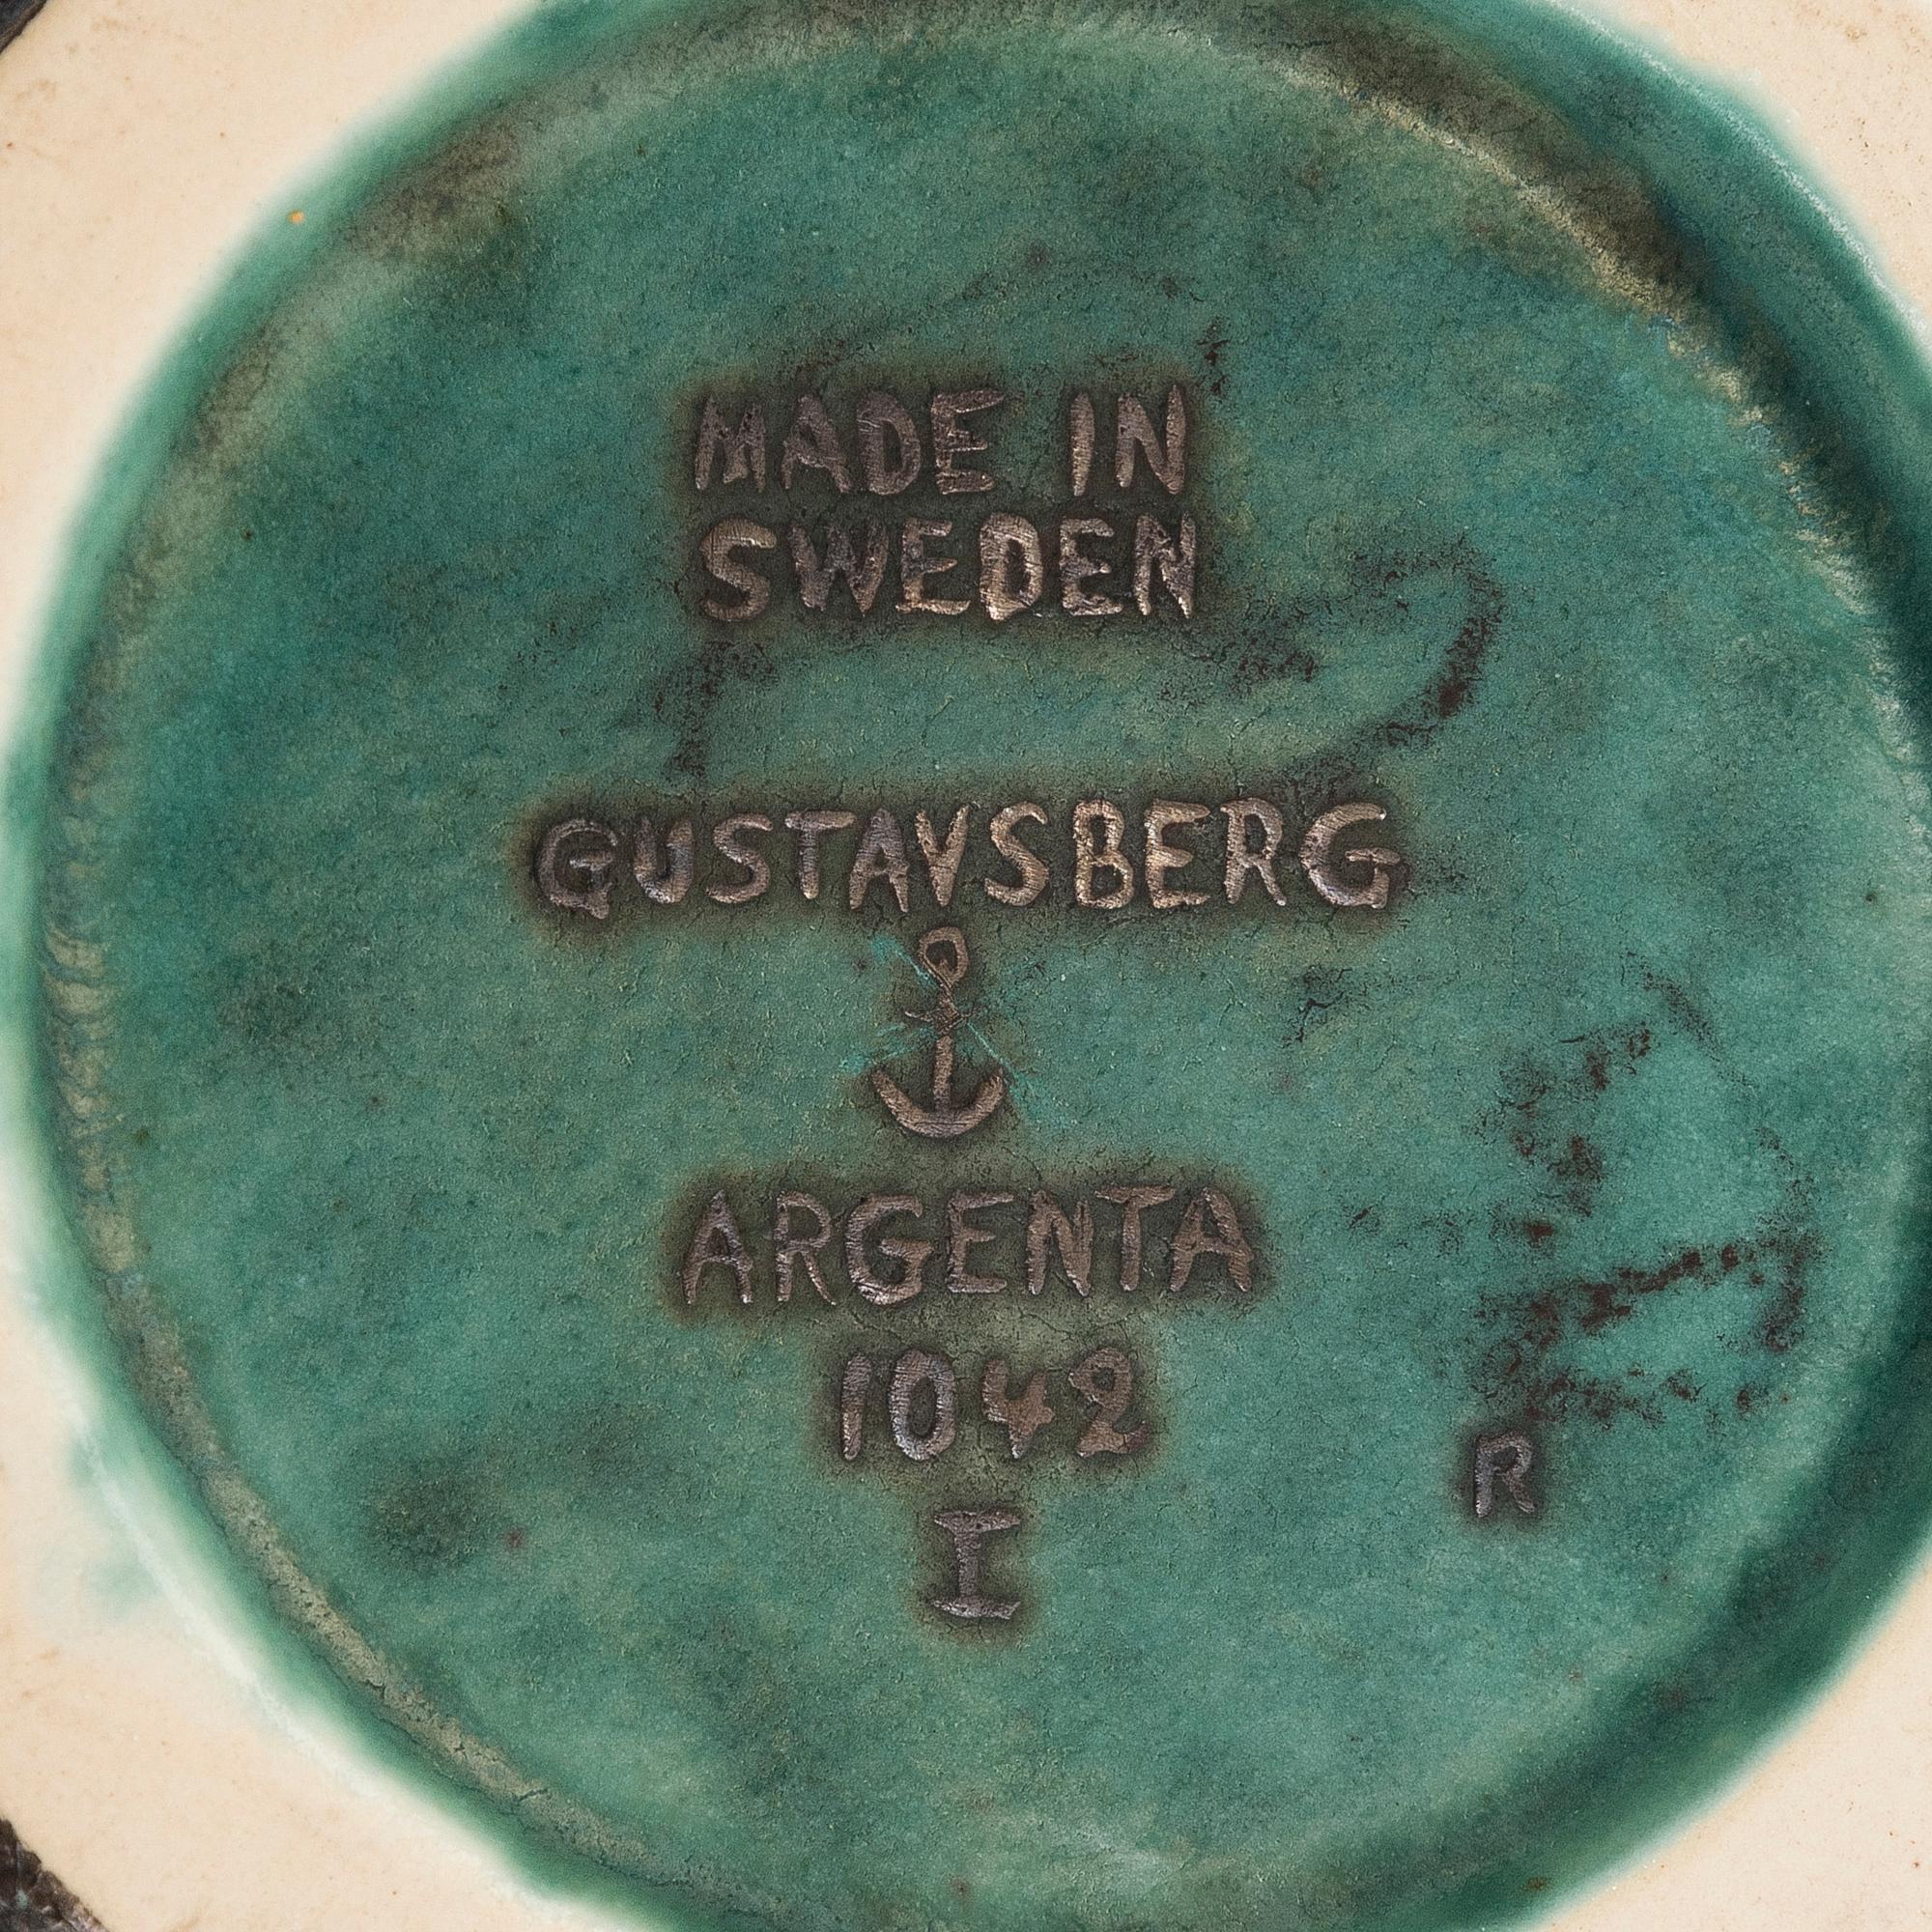 MADE IN
SWEDEN
GUSTAVSBERG
ARGENTA
1042
I
R